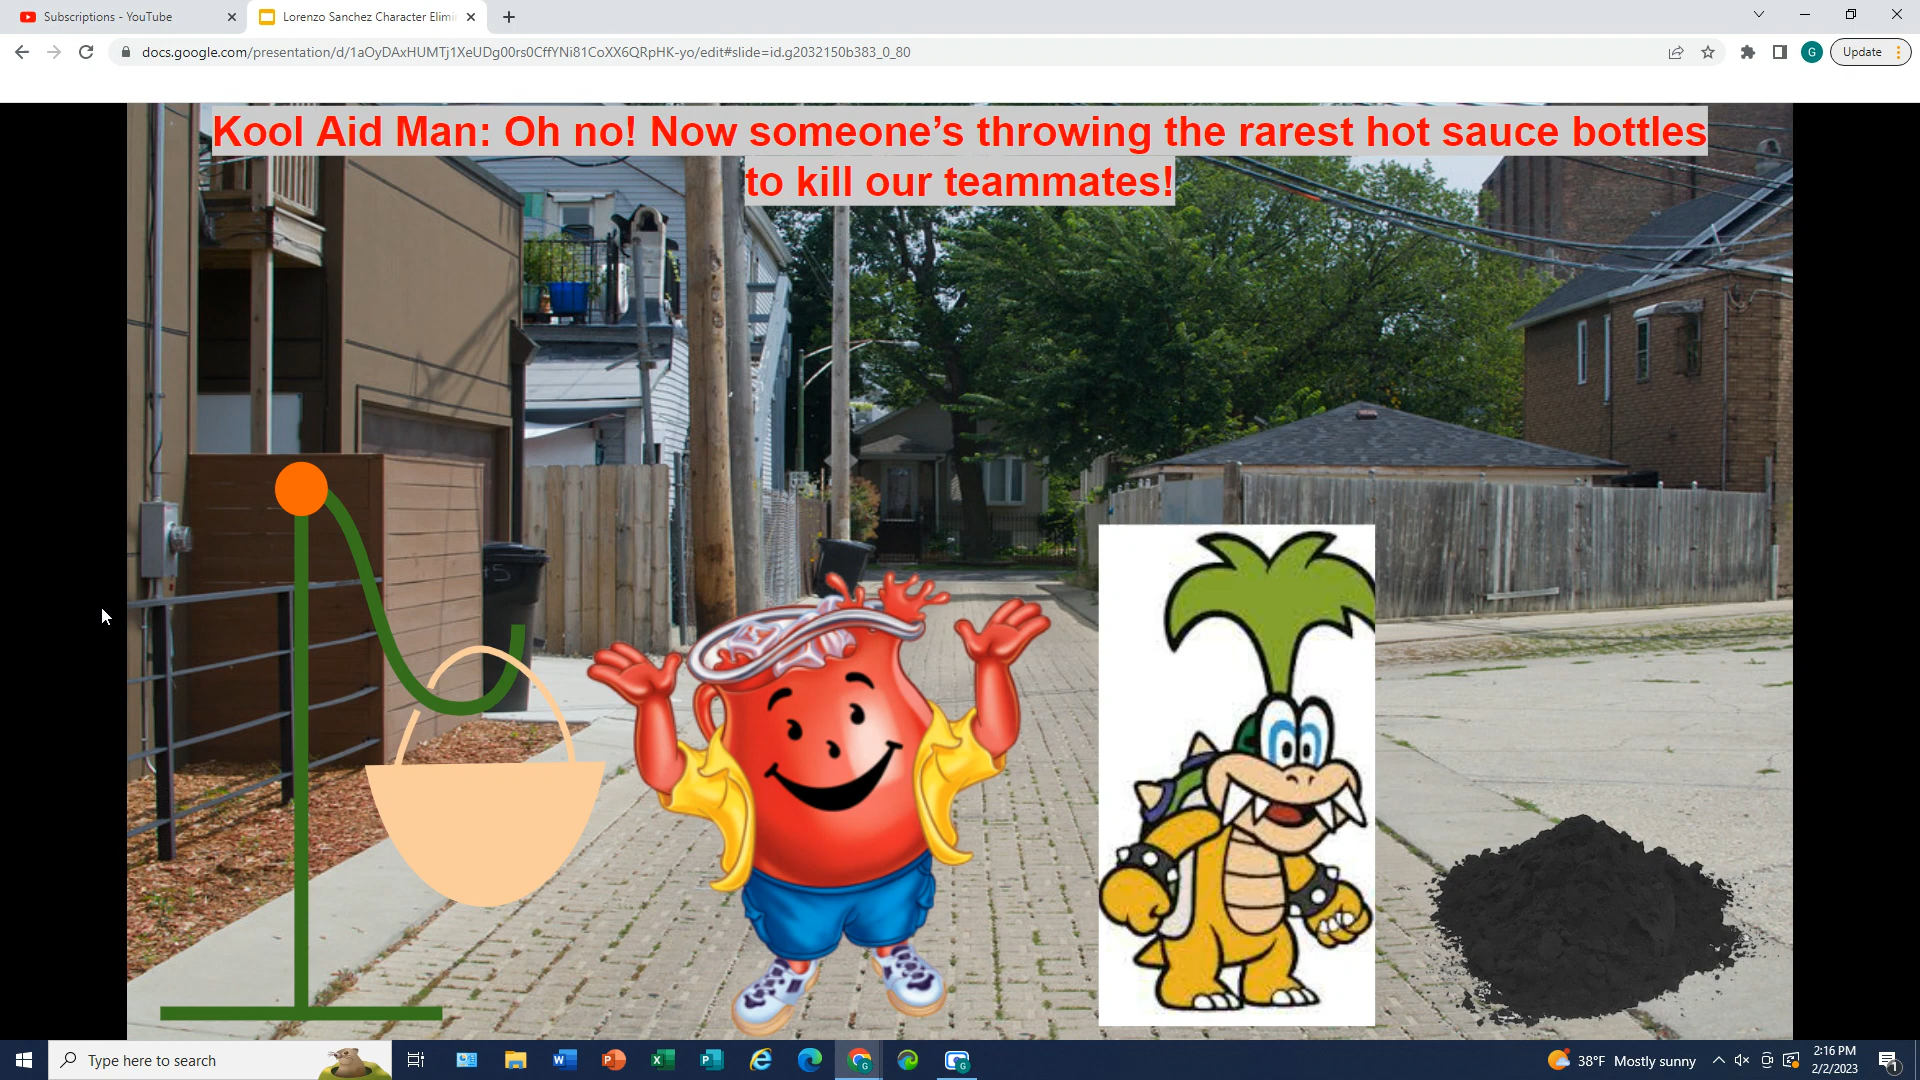 Subscriptions - YouTube
Lorenzo Sanchez Character Elimi
docs.google.com/presentation/d/1aOyDAxHUMTj1XeUDg00rs0CffYNi81CoXX6QRpHK-yo/edit#slide=id.g2032150b383_0_80
G
Update
Kool Aid Man: Oh no! Now someone’s throwing the rarest hot sauce bottles
to kill our teammates!
Type here to search
38°F Mostly sunny
2:16 PM
2/2/2023
1